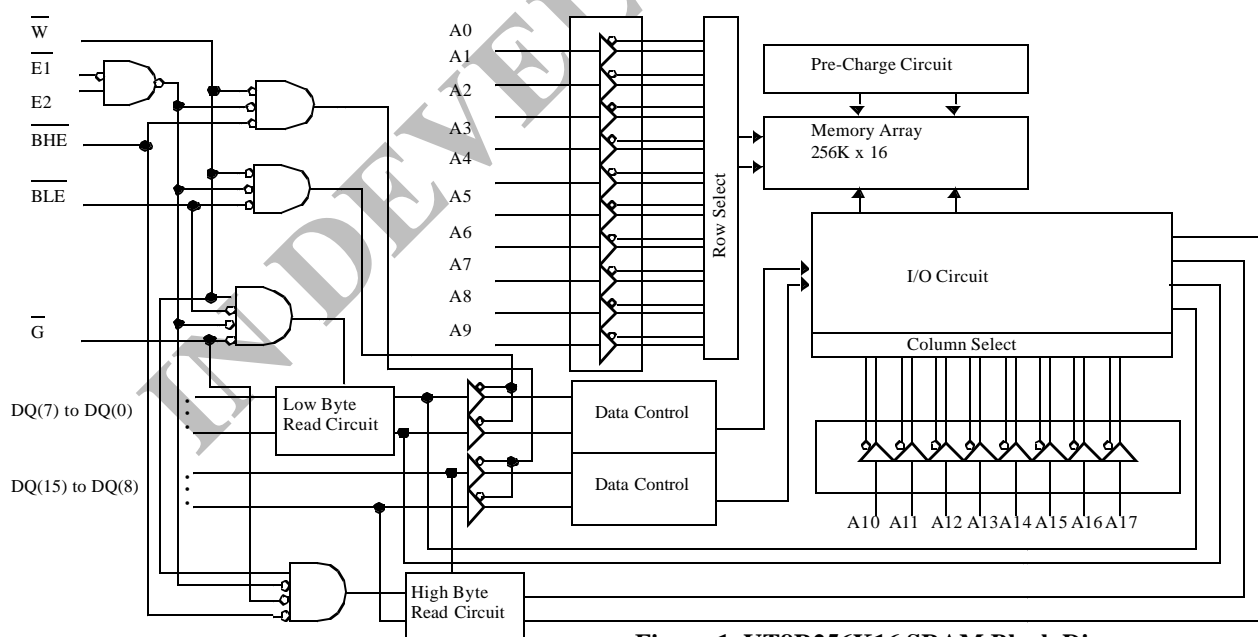 W
E1
E2
BHE
BLE
G
DQ(7) to DQ(0)
DQ(15) to DQ(8)
Low Byte
Read Circuit
High Byte
Read Circuit
A0
A1
A2
A3
A4
A5
A6
A7
A8
A9
Row Select
Pre-Charge Circuit
Memory Array
256K x 16
I/O Circuit
Column Select
Data Control
Data Control
A10 A11 A12 A13 A14 A15 A16 A17
IN DEVE